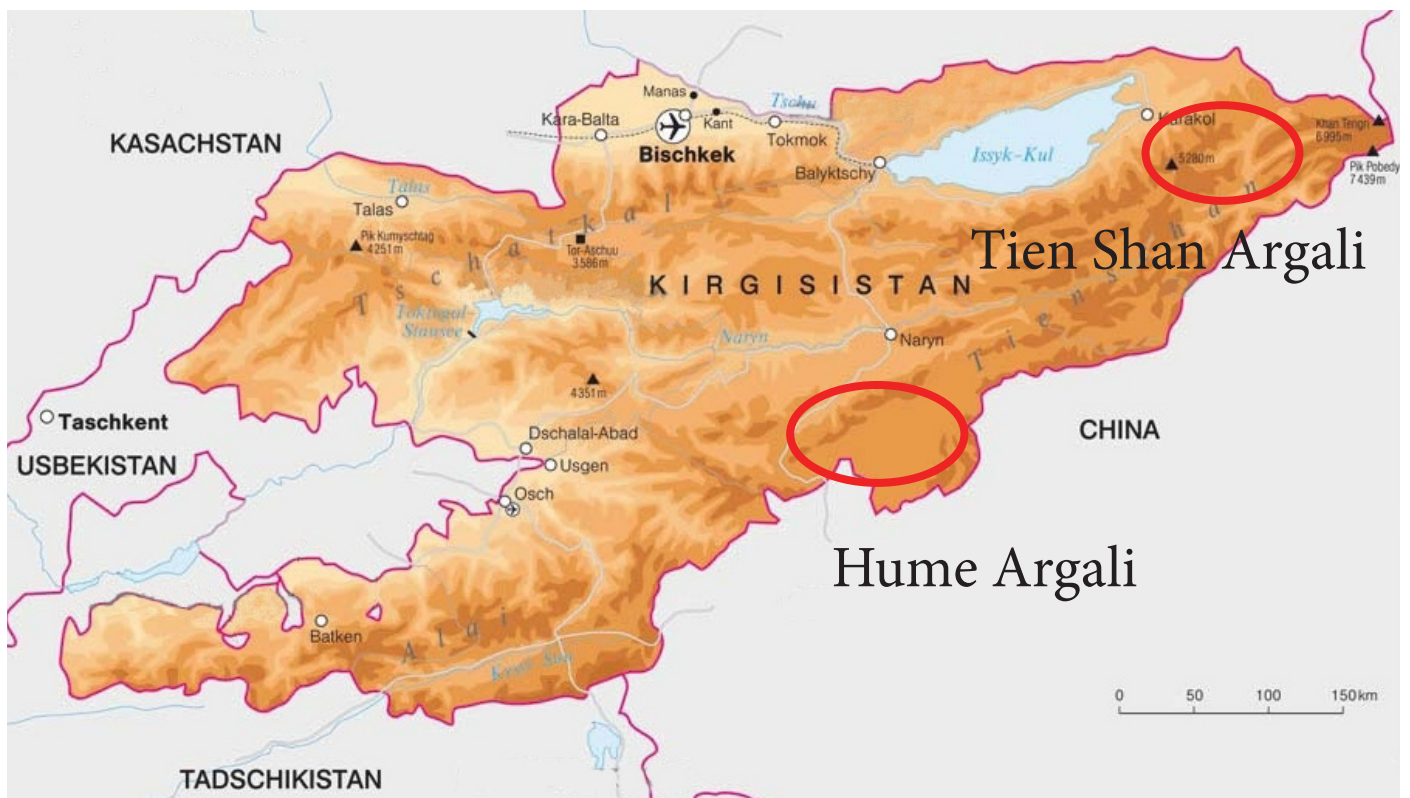 Manas
Tschu
Kara-Balta
Kant
KASACHSTAN
Tokmok
Karakol
Khan Tengri
6995m
Bischkek
Issyk-Kul
5280m
Balyktschy
Pik Pobedy
7439m
Talas
Talas
Pik Kumyschtag
4251m
Tor-Aschuu
3586m
Tschatkal
Tien Shan Argali
KIRGISISTAN
Toktogul-
Stausee
Naryn
Naryn
Tienshan
4351m
Taschkent
Dschalal-Abad
CHINA
USBEKISTAN
Usgen
Osch
Hume Argali
Batken
Alai
0 50 100 150km
TADSCHIKISTAN